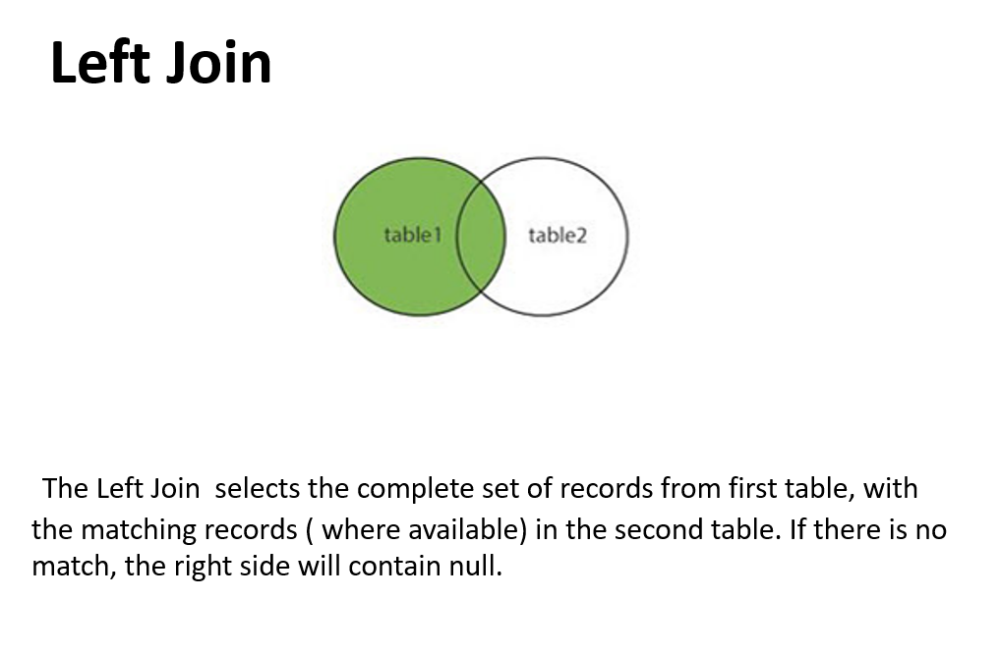 Left Join
table1
table2
The Left Join  selects the complete set of records from first table, with
the matching records ( where available) in the second table. If there is no
match, the right side will contain null.